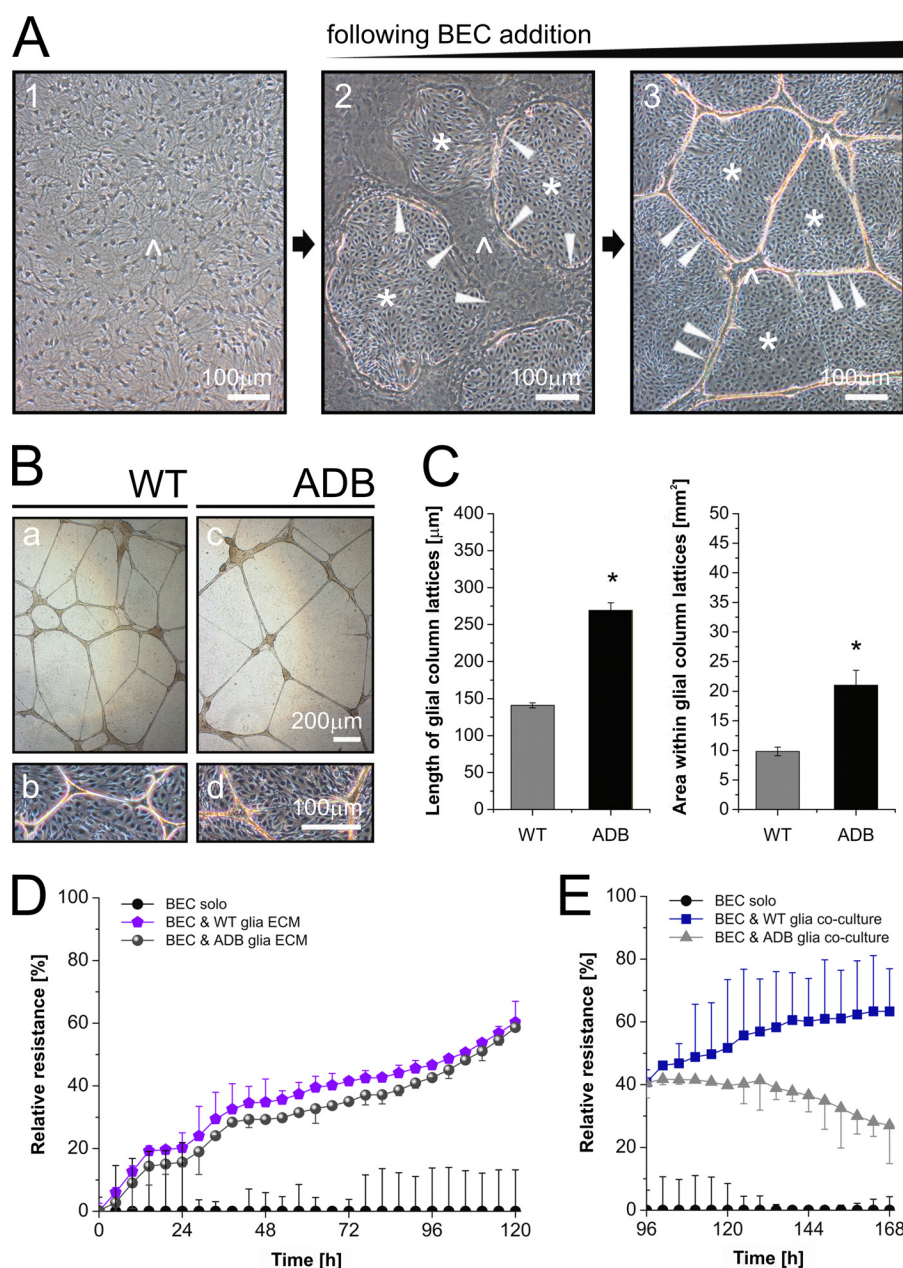 A
following BEC addition
1
2
3
*
*
*
*
*
*
^
^
^
^
100μm
100μm
100μm
B
WT
ADB
a
c
200μm
b
d
100μm
C
Length of glial column lattices [μm]
400
350
300
250
200
150
100
50
0
*
WT
ADB
Area within glial column lattices [mm²]
50
45
40
35
30
25
20
15
10
5
0
*
WT
ADB
D
BEC solo
BEC & WT glia ECM
BEC & ADB glia ECM
Relative resistance [%]
100
80
60
40
20
0
0
24
48
72
96
120
Time [h]
E
BEC solo
BEC & WT glia co-culture
BEC & ADB glia co-culture
Relative resistance [%]
100
80
60
40
20
0
96
120
144
168
Time [h]